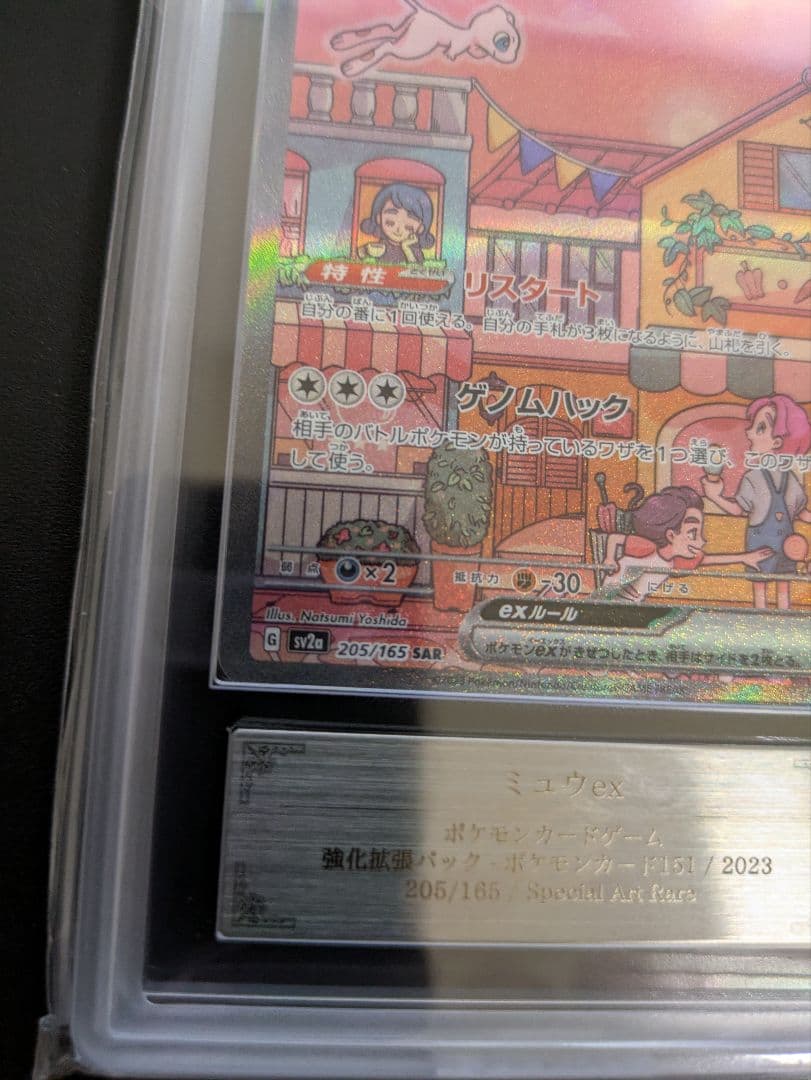 特性 リスタート
自分の番に1回使える。自分の手札が3枚になるように、山札を引く。
ゲノムハック
相手のバトルポケモンが持っているワザを1つ選び、このワザ
して使う。
弱点 ×2 抵抗力 -30 にげる
Illus. Natsumi Yoshida
exルール
G sv2a 205/165 SAR
ポケモンexがきぜつしたとき、相手はサイドを2枚とる。
ミュウex
ポケモンカードゲーム
強化拡張パック - ポケモンカード151 / 2023
205/165 / Special Art Rare